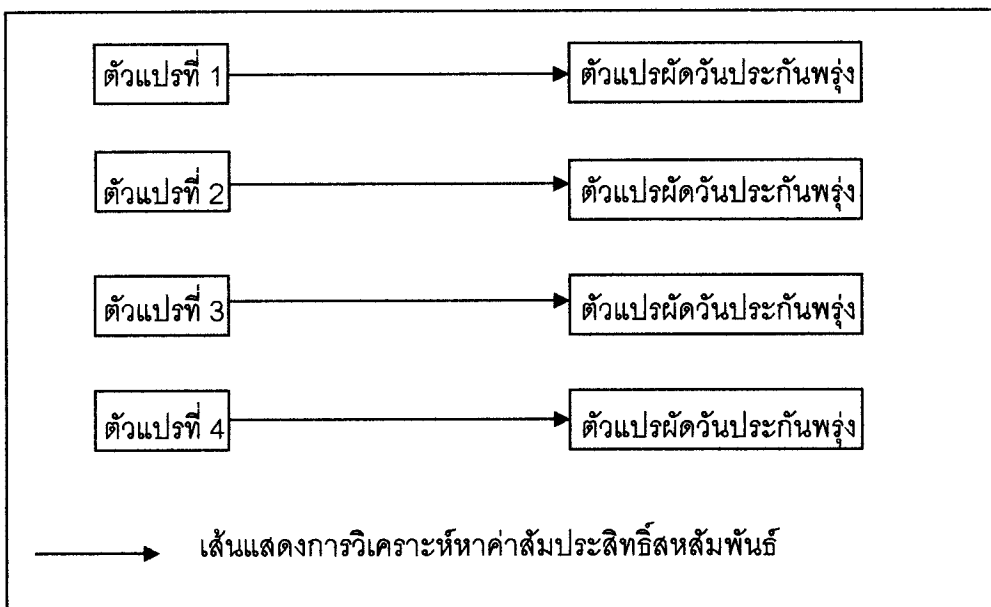 ตัวแปรที่ 1 ตัวแปรผัดวันประกันพรุ่ง
ตัวแปรที่ 2 ตัวแปรผัดวันประกันพรุ่ง
ตัวแปรที่ 3 ตัวแปรผัดวันประกันพรุ่ง
ตัวแปรที่ 4 ตัวแปรผัดวันประกันพรุ่ง
เส้นแสดงการวิเคราะห์หาค่าสัมประสิทธิ์สหสัมพันธ์